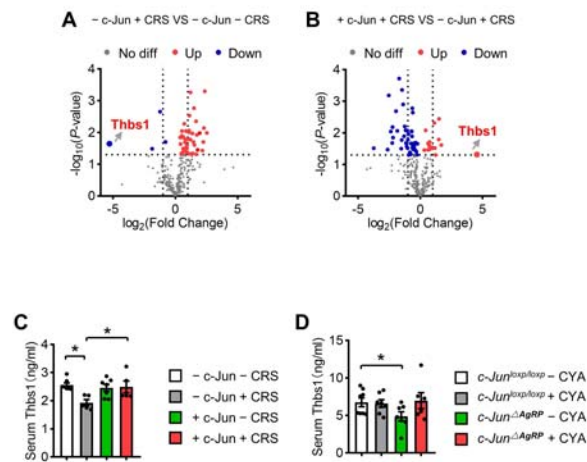 A
− c-Jun + CRS VS − c-Jun − CRS
No diff Up Down
Thbs1
-log10(P-value)
4
3
2
1
0
-5 0 5
log2(Fold Change)
B
+ c-Jun + CRS VS − c-Jun + CRS
No diff Up Down
Thbs1
-log10(P-value)
4
3
2
1
0
-5 0 5
log2(Fold Change)
C
Serum Thbs1(ng/ml)
4
3
2
1
0
* *
− c-Jun − CRS
− c-Jun + CRS
+ c-Jun − CRS
+ c-Jun + CRS
D
Serum Thbs1(ng/ml)
15
10
5
0
*
c-Junloxp/loxp − CYA
c-Junloxp/loxp + CYA
c-Jun△AgRP − CYA
c-Jun△AgRP + CYA